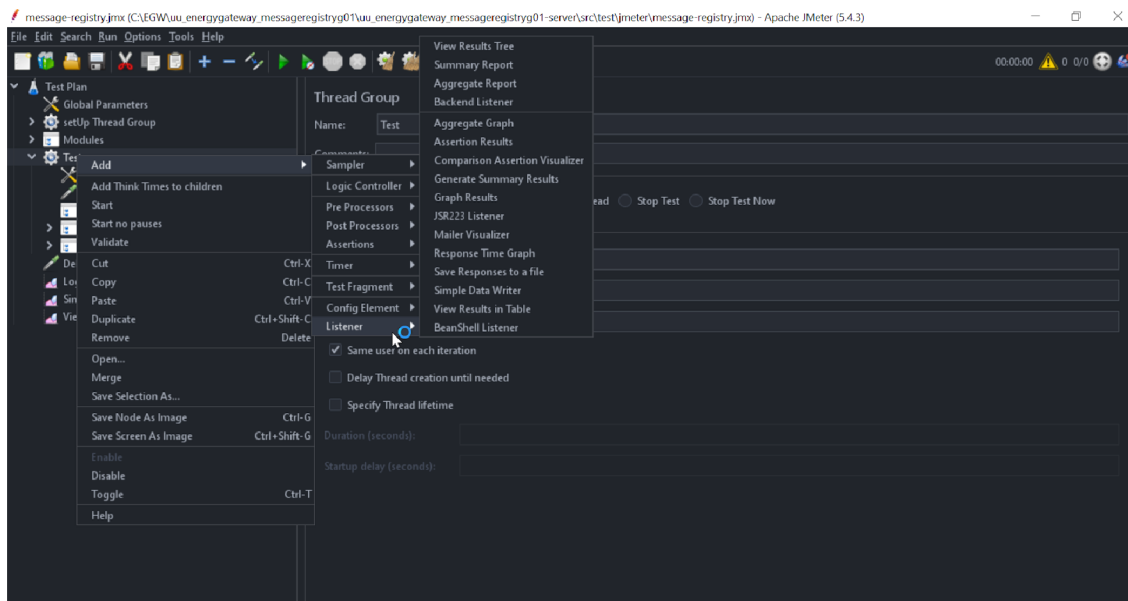 message-registry.jmx (C:\EGW\uu_energygateway_messageregistryg01\uu_energygateway_messageregistryg01-server\src\test\jmeter\message-registry.jmx) - Apache JMeter (5.4.3)
File Edit Search Run Options Tools Help
00:00:00 0 0/0
Test Plan
Global Parameters
setUp Thread Group
Modules
Tes
De
Log
Sin
Vie
Add
Add Think Times to children
Start
Start no pauses
Validate
Cut Ctrl-X
Copy Ctrl-C
Paste Ctrl-V
Duplicate Ctrl+Shift-C
Remove Delete
Open...
Merge
Save Selection As...
Save Node As Image Ctrl-G
Save Screen As Image Ctrl+Shift-G
Enable
Disable
Toggle Ctrl-T
Help
Thread Group
Name: Test
Comments:
Sampler
Logic Controller
Pre Processors
Post Processors
Assertions
Timer
Test Fragment
Config Element
Listener
View Results Tree
Summary Report
Aggregate Report
Backend Listener
Aggregate Graph
Assertion Results
Comparison Assertion Visualizer
Generate Summary Results
Graph Results
JSR223 Listener
Mailer Visualizer
Response Time Graph
Save Responses to a file
Simple Data Writer
View Results in Table
BeanShell Listener
ead Stop Test Stop Test Now
Same user on each iteration
Delay Thread creation until needed
Specify Thread lifetime
Duration (seconds):
Startup delay (seconds):